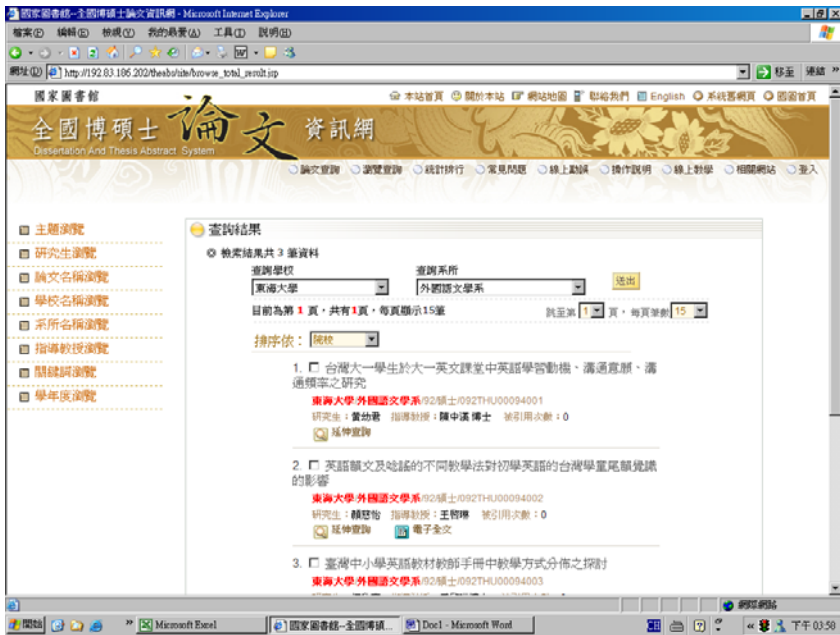 國家圖書館--全國博碩士論文資訊網 - Microsoft Internet Explorer
檔案(F) 編輯(E) 檢視(V) 我的最愛(A) 工具(T) 說明(H)
網址(D) http://192.83.186.202/theabs/site/browse_total_result.jsp 移至 連結 »
國家圖書館 本站首頁 關於本站 網站地圖 聯絡我們 English 系統舊網頁 國圖首頁
全國博碩士論文資訊網
Dissertation And Thesis Abstract System
論文查詢 瀏覽查詢 統計排行 常見問題 線上勘誤 操作說明 線上教學 相關網站 登入
主題瀏覽
研究生瀏覽
論文名稱瀏覽
學校名稱瀏覽
系所名稱瀏覽
指導教授瀏覽
關鍵詞瀏覽
學年度瀏覽
查詢結果
檢索結果共 3 筆資料
查詢學校 查詢系所
東海大學 外國語文學系 送出
目前為第 1 頁,共有1頁,每頁顯示15筆 跳至第 1 頁,每頁筆數 15
排序依: 院校
1. 台灣大一學生於大一英文課堂中英語學習動機、溝通意願、溝
通頻率之研究
東海大學/外國語文學系/92/碩士/092THU00094001
研究生:黃幼君 指導教授:陳中漢 博士 被引用次數:0
延伸查詢
2. 英語韻文及唸謠的不同教學法對初學英語的台灣學童尾韻覺識
的影響
東海大學/外國語文學系/92/碩士/092THU00094002
研究生:顏慈怡 指導教授:王哲 被引用次數:0
延伸查詢 電子全文
3. 臺灣中小學英語教材教師手冊中教學方式分佈之探討
東海大學/外國語文學系/92/碩士/092THU00094003
網際網路
開始 » Microsoft Excel 國家圖書館--全國博碩... Doc1 - Microsoft Word CH « 下午 03:58